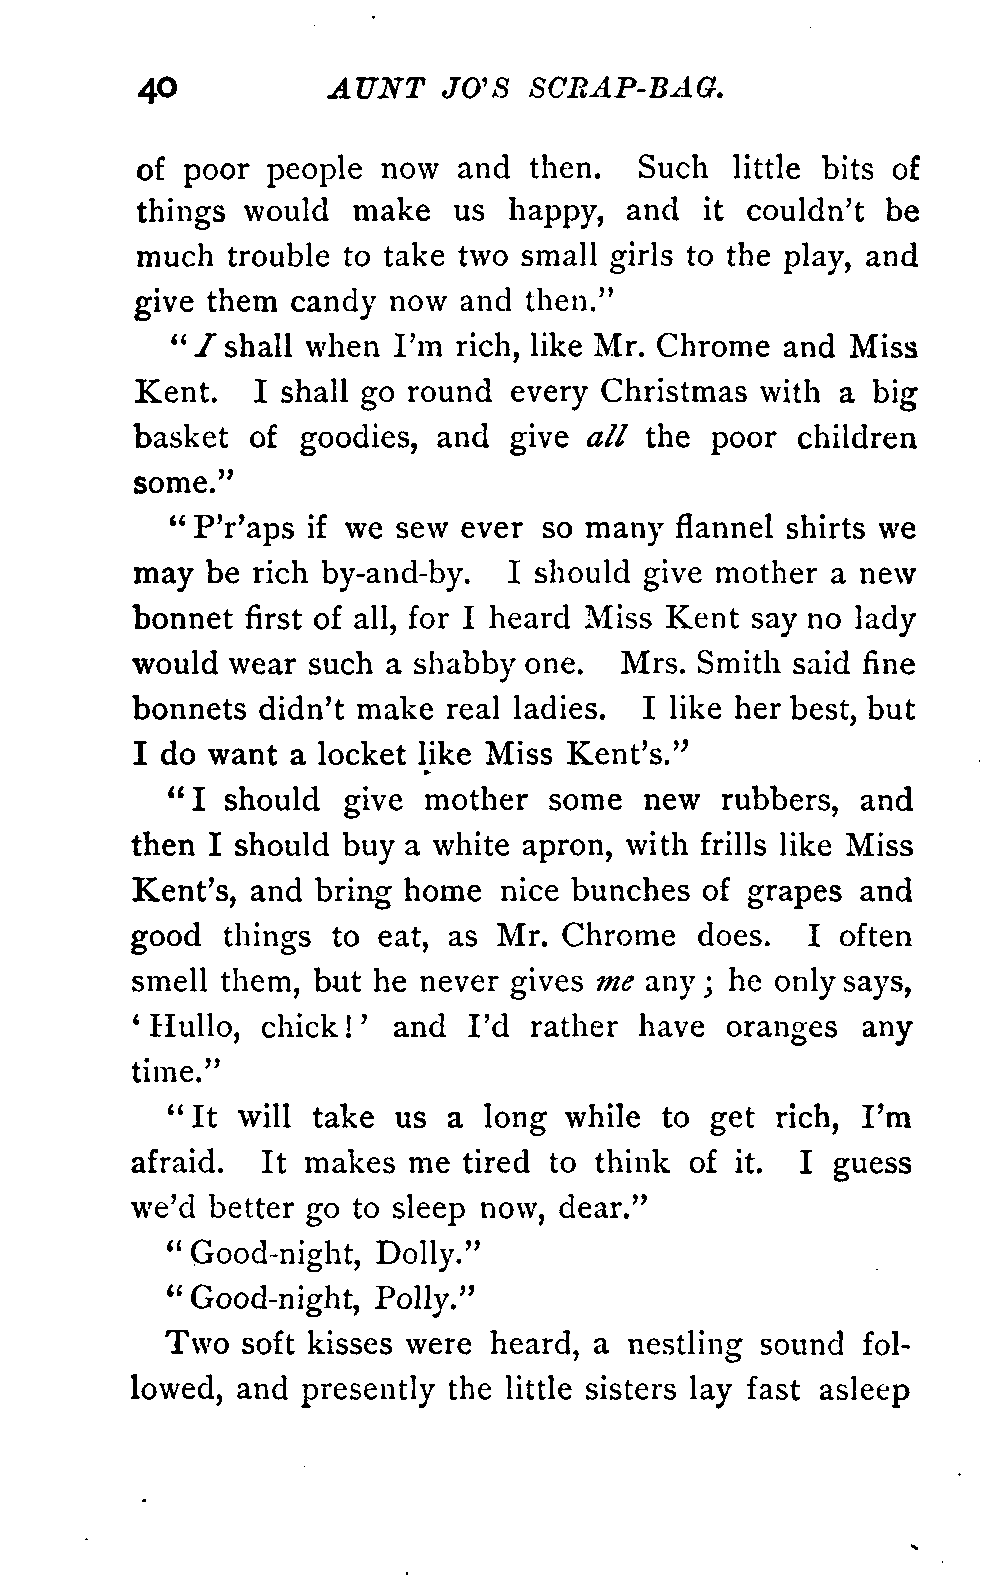 40 AUNT JO'S SCRAP-BAG.
of poor people now and then. Such little bits of
things would make us happy, and it couldn't be
much trouble to take two small girls to the play, and
give them candy now and then."
"I shall when I'm rich, like Mr. Chrome and Miss
Kent. I shall go round every Christmas with a big
basket of goodies, and give all the poor children
some."
"P'r'aps if we sew ever so many flannel shirts we
may be rich by-and-by. I should give mother a new
bonnet first of all, for I heard Miss Kent say no lady
would wear such a shabby one. Mrs. Smith said fine
bonnets didn't make real ladies. I like her best, but
I do want a locket like Miss Kent's."
"I should give mother some new rubbers, and
then I should buy a white apron, with frills like Miss
Kent's, and bring home nice bunches of grapes and
good things to eat, as Mr. Chrome does. I often
smell them, but he never gives me any; he only says,
'Hullo, chick!' and I'd rather have oranges any
time."
"It will take us a long while to get rich, I'm
afraid. It makes me tired to think of it. I guess
we'd better go to sleep now, dear."
"Good-night, Dolly."
"Good-night, Polly."
Two soft kisses were heard, a nestling sound fol-
lowed, and presently the little sisters lay fast asleep